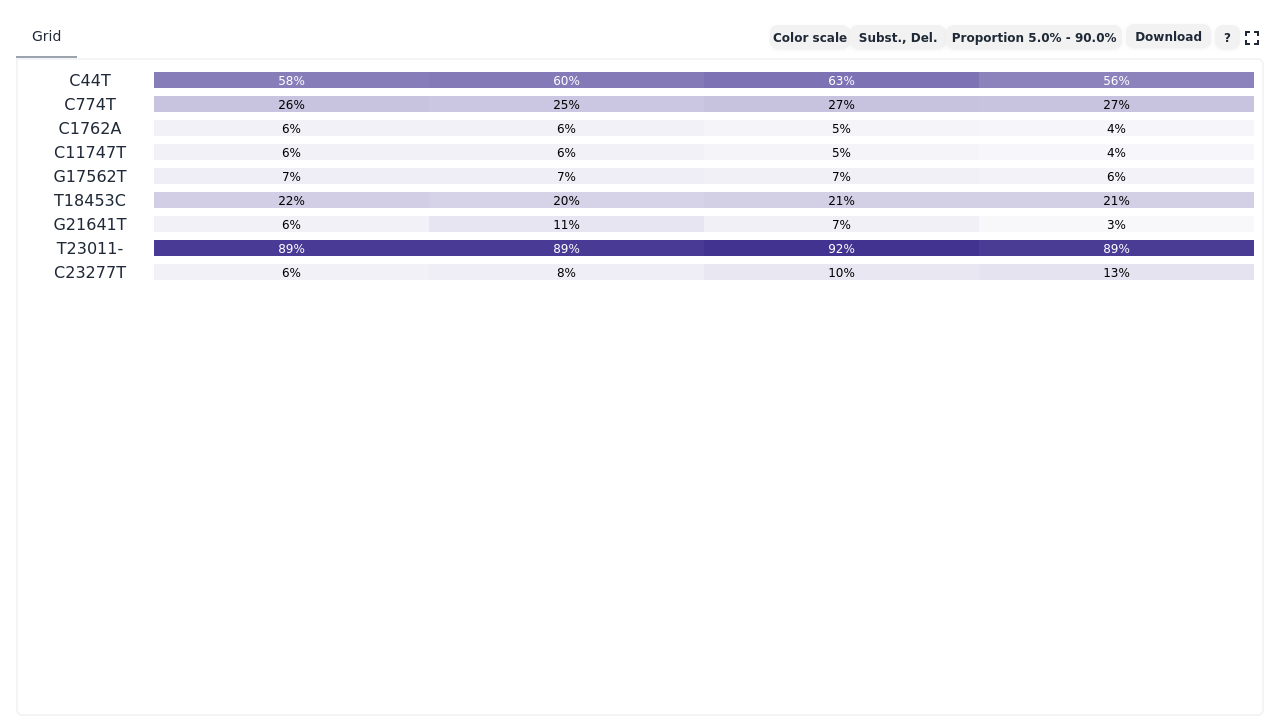 Grid
Color scale Subst., Del. Proportion 5.0% - 90.0% Download ?
C44T 58% 60% 63% 56%
C774T 26% 25% 27% 27%
C1762A 6% 6% 5% 4%
C11747T 6% 6% 5% 4%
G17562T 7% 7% 7% 6%
T18453C 22% 20% 21% 21%
G21641T 6% 11% 7% 3%
T23011- 89% 89% 92% 89%
C23277T 6% 8% 10% 13%